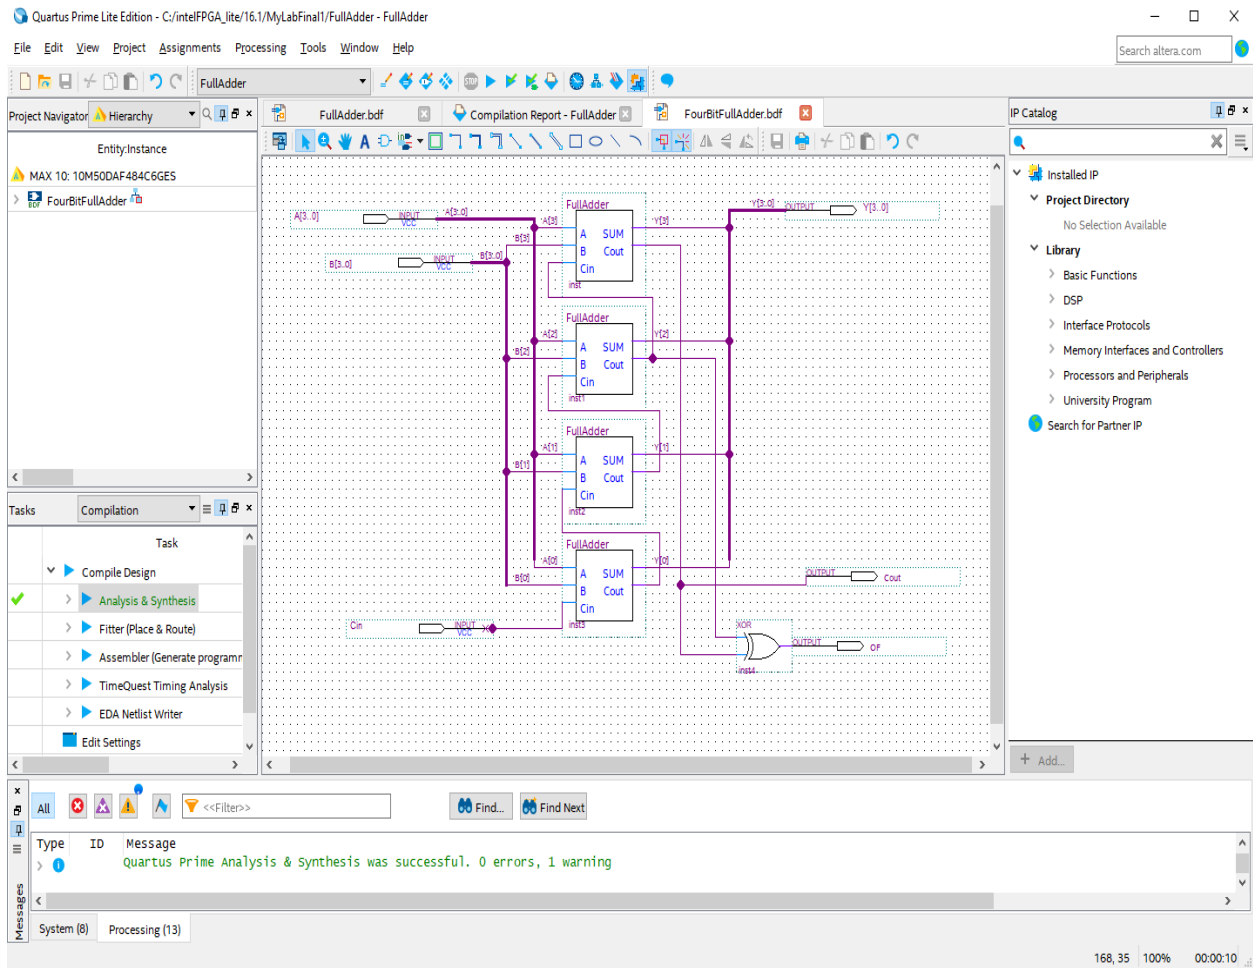 Quartus Prime Lite Edition - C:/intelFPGA_lite/16.1/MyLabFinal1/FullAdder - FullAdder
File Edit View Project Assignments Processing Tools Window Help
Search altera.com
FullAdder
Project Navigator Hierarchy
Entity:Instance
MAX 10: 10M50DAF484C6GES
FourBitFullAdder
Tasks Compilation
Task
Compile Design
Analysis & Synthesis
Fitter (Place & Route)
Assembler (Generate programm
TimeQuest Timing Analysis
EDA Netlist Writer
Edit Settings
FullAdder.bdf
Compilation Report - FullAdder
FourBitFullAdder.bdf
A[3..0] INPUT VCC A[3..0]
B[3..0] INPUT VCC B[3..0]
FullAdder
A[3] A SUM Y[3]
B[3] B Cout
Cin
inst
FullAdder
A[2] A SUM Y[2]
B[2] B Cout
Cin
inst1
FullAdder
A[1] A SUM Y[1]
B[1] B Cout
Cin
inst2
FullAdder
A[0] A SUM Y[0]
B[0] B Cout
Cin
inst3
Cin INPUT VCC
Y[3..0] OUTPUT Y[3..0]
OUTPUT Cout
XOR
OUTPUT OF
inst4
IP Catalog
Installed IP
Project Directory
No Selection Available
Library
Basic Functions
DSP
Interface Protocols
Memory Interfaces and Controllers
Processors and Peripherals
University Program
Search for Partner IP
+ Add...
All <<Filter>> Find... Find Next
Type ID Message
Quartus Prime Analysis & Synthesis was successful. 0 errors, 1 warning
System (8) Processing (13)
Messages
168, 35 100% 00:00:10